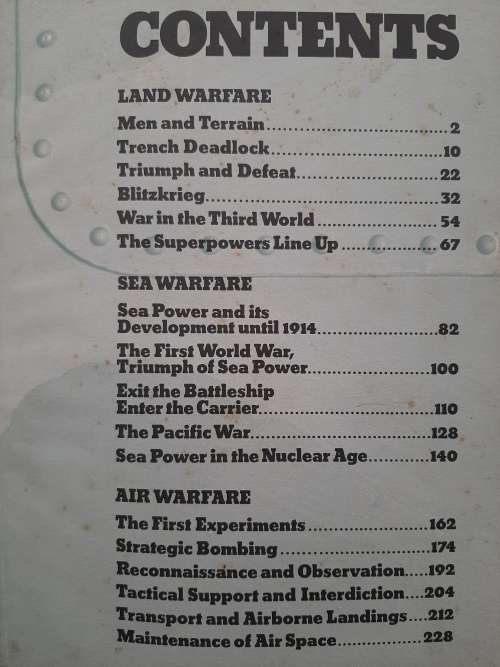 CONTENTS
LAND WARFARE
Men and Terrain................................2
Trench Deadlock..............................10
Triumph and Defeat.........................22
Blitzkrieg..........................................32
War in the Third World.....................54
The Superpowers Line Up.................67
SEA WARFARE
Sea Power and its
Development until 1914.....................82
The First World War,
Triumph of Sea Power.....................100
Exit the Battleship
Enter the Carrier..............................110
The Pacific War................................128
Sea Power in the Nuclear Age...........140
AIR WARFARE
The First Experiments.....................162
Strategic Bombing..........................174
Reconnaissance and Observation....192
Tactical Support and Interdiction....204
Transport and Airborne Landings....212
Maintenance of Air Space...............228